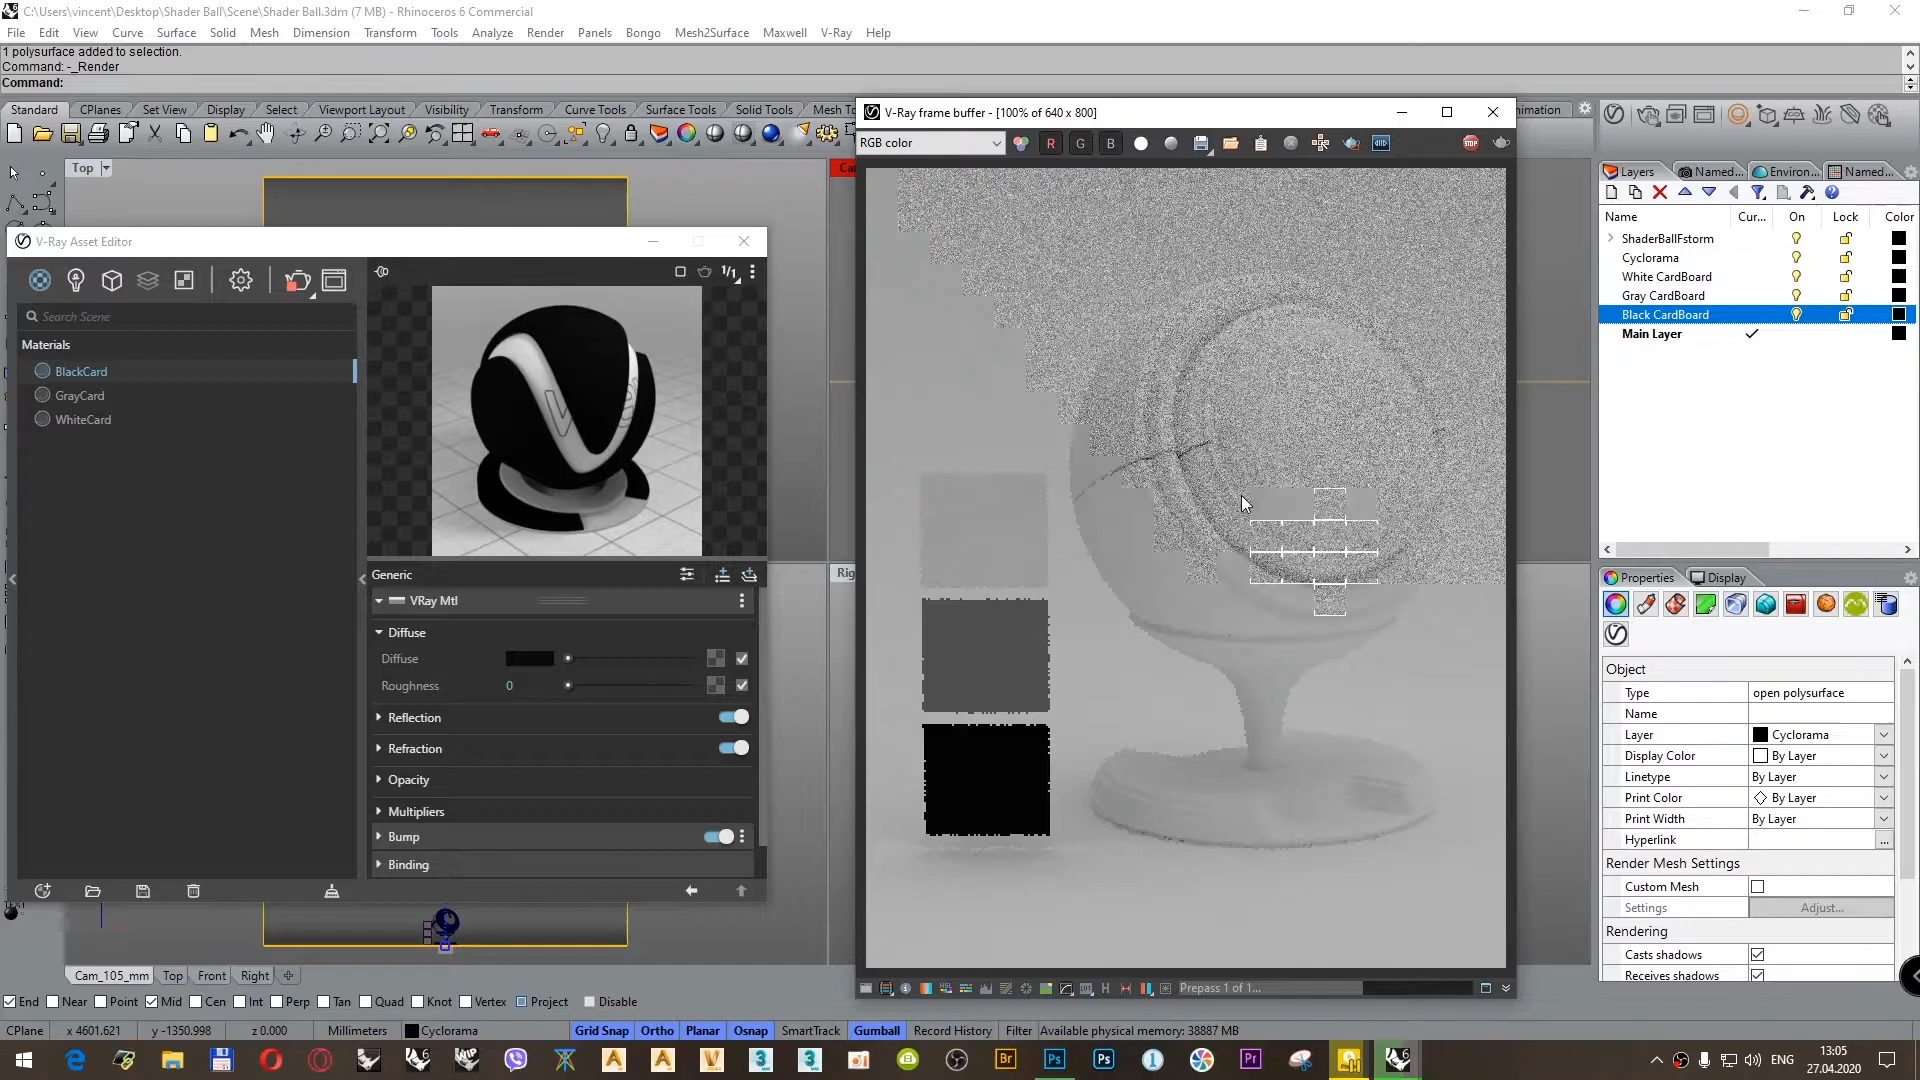 C:\Users\vincent\Desktop\Shader Ball\Scene\Shader Ball.3dm (7 MB) - Rhinoceros 6 Commercial
File Edit View Curve Surface Solid Mesh Dimension Transform Tools Analyze Render Panels Bongo Mesh2Surface Maxwell V-Ray Help
1 polysurface added to selection.
Command: -_Render
Command:
Standard CPlanes Set View Display Select Viewport Layout Visibility Transform Curve Tools Surface Tools Solid Tools Mesh To
V-Ray frame buffer - [100% of 640 x 800]
RGB color
R G B
STOP
Top
V-Ray Asset Editor
1/1
Search Scene
Materials
BlackCard
GrayCard
WhiteCard
Generic
VRay Mtl
Diffuse
Diffuse
Roughness 0
Reflection
Refraction
Opacity
Multipliers
Bump
Binding
Prepass 1 of 1...
Layers Named... Environ... Named...
Name Cur... On Lock Color
ShaderBallFstorm
Cyclorama
White CardBoard
Gray CardBoard
Black CardBoard
Main Layer
Properties Display
Object
Type open polysurface
Name
Layer Cyclorama
Display Color By Layer
Linetype By Layer
Print Color By Layer
Print Width By Layer
Hyperlink ...
Render Mesh Settings
Custom Mesh
Settings Adjust...
Rendering
Casts shadows
Receives shadows
Cam_105_mm Top Front Right
End Near Point Mid Cen Int Perp Tan Quad Knot Vertex Project Disable
CPlane x 4601.621 y -1350.998 z 0.000 Millimeters Cyclorama Grid Snap Ortho Planar Osnap SmartTrack Gumball Record History Filter Available physical memory: 38887 MB
ENG
13:05
27.04.2020